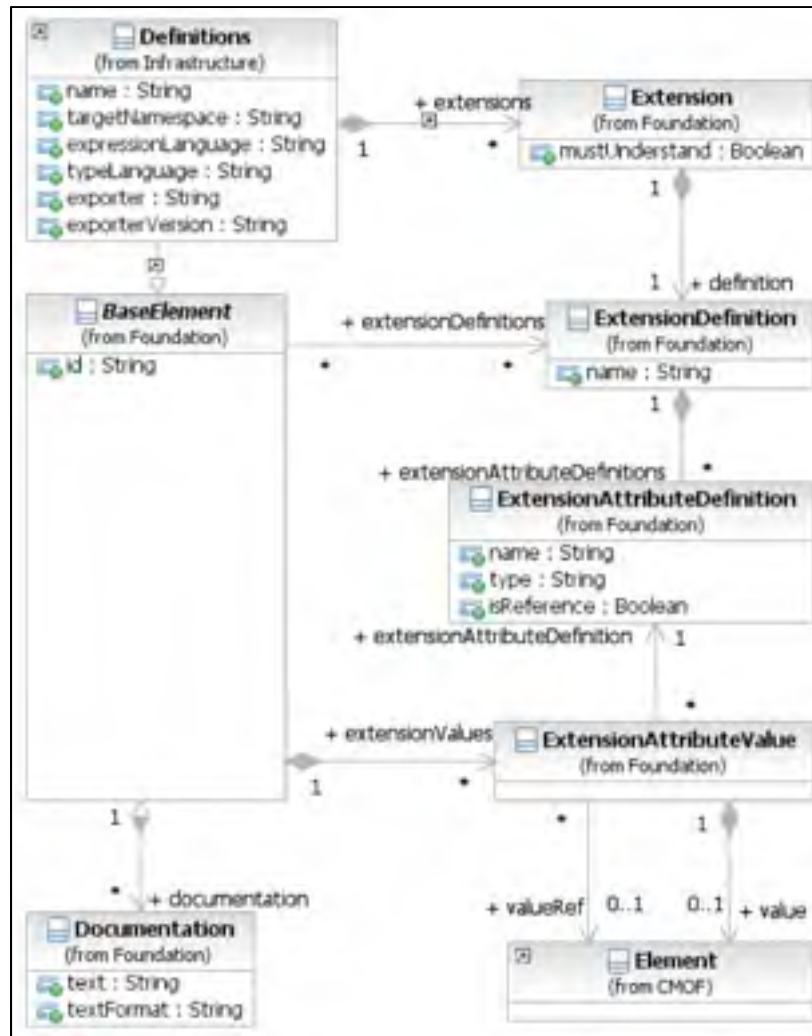 Definitions
(from Infrastructure)
name : String
targetNamespace : String
expressionLanguage : String
typeLanguage : String
exporter : String
exporterVersion : String
+ extensions
1
*
Extension
(from Foundation)
mustUnderstand : Boolean
1
1
+ definition
BaseElement
(from Foundation)
id : String
+ extensionDefinitions
*
*
ExtensionDefinition
(from Foundation)
name : String
1
+ extensionAttributeDefinitions
*
ExtensionAttributeDefinition
(from Foundation)
name : String
type : String
isReference : Boolean
+ extensionAttributeDefinition
1
*
+ extensionValues
1
*
ExtensionAttributeValue
(from Foundation)
1
*
+ documentation
*
1
+ valueRef
0..1
0..1
+ value
Documentation
(from Foundation)
text : String
textFormat : String
Element
(from CMOF)